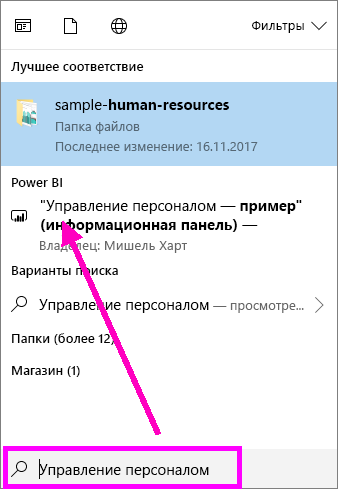 Фильтры
Лучшее соответствие
sample-human-resources
Папка файлов
Последнее изменение: 16.11.2017
Power BI
"Управление персоналом — пример"
(информационная панель) —
Владелец: Мишель Харт
Варианты поиска
Управление персоналом — просмотре...
Папки (более 12)
Магазин (1)
Управление персоналом